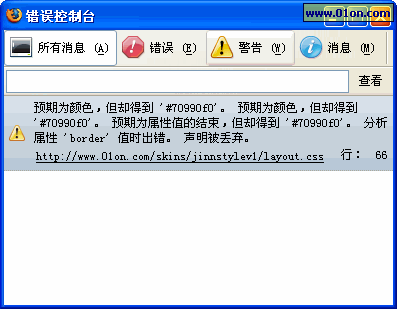 错误控制台
www.01on.com
所有消息 (A) 错误 (E) 警告 (W) 消息 (M)
查看
预期为颜色，但却得到 '#70990f0'。 预期为颜色，但却得到
'#70990f0'。 预期为属性值的结束，但却得到 '#70990f0'。 分析
属性 'border' 值时出错。 声明被丢弃。
http://www.01on.com/skins/jinnstylev1/layout.css 行： 66